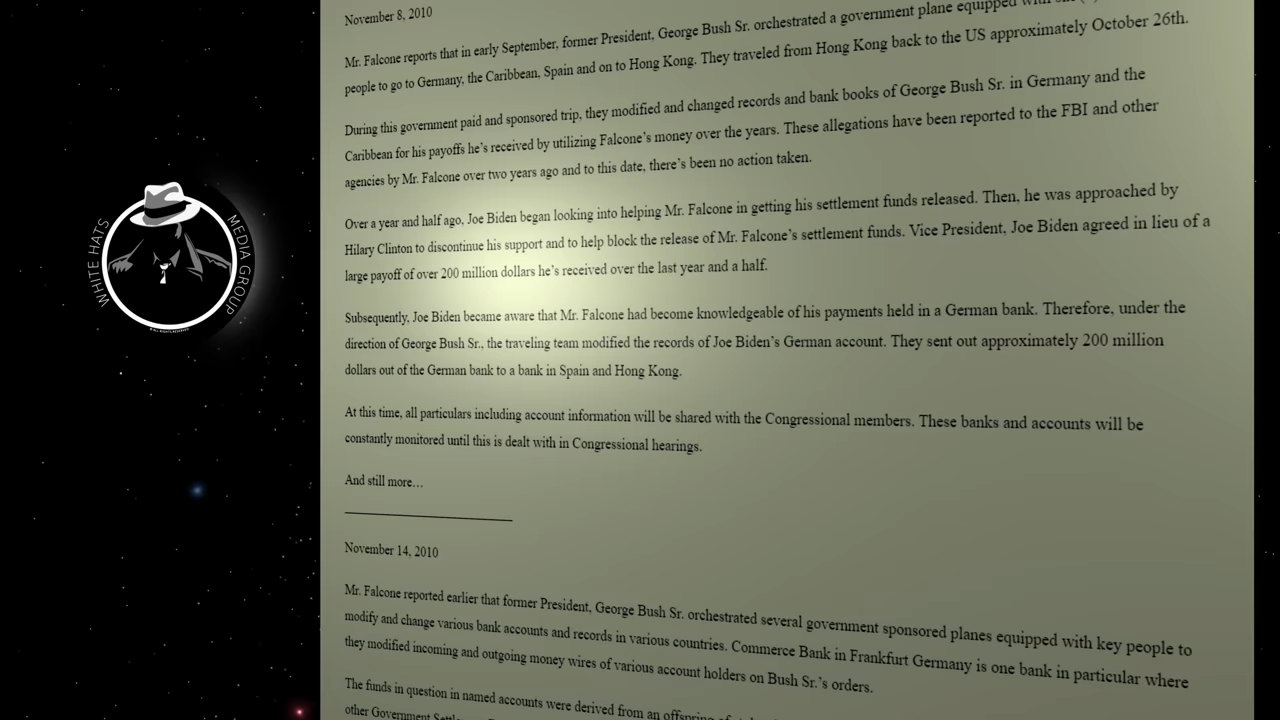 WHITE HATS
MEDIA GROUP
November 8, 2010
Mr. Falcone reports that in early September, former President, George Bush Sr. orchestrated a government plane equipped with
people to go to Germany, the Caribbean, Spain and on to Hong Kong. They traveled from Hong Kong back to the US approximately October 26th.
During this government paid and sponsored trip, they modified and changed records and bank books of George Bush Sr. in Germany and the
Caribbean for his payoffs he's received by utilizing Falcone's money over the years. These allegations have been reported to the FBI and other
agencies by Mr. Falcone over two years ago and to this date, there's been no action taken.
Over a year and half ago, Joe Biden began looking into helping Mr. Falcone in getting his settlement funds released. Then, he was approached by
Hilary Clinton to discontinue his support and to help block the release of Mr. Falcone's settlement funds. Vice President, Joe Biden agreed in lieu of a
large payoff of over 200 million dollars he's received over the last year and a half.
Subsequently, Joe Biden became aware that Mr. Falcone had become knowledgeable of his payments held in a German bank. Therefore, under the
direction of George Bush Sr., the traveling team modified the records of Joe Biden's German account. They sent out approximately 200 million
dollars out of the German bank to a bank in Spain and Hong Kong.
At this time, all particulars including account information will be shared with the Congressional members. These banks and accounts will be
constantly monitored until this is dealt with in Congressional hearings.
And still more…
November 14, 2010
Mr. Falcone reported earlier that former President, George Bush Sr. orchestrated several government sponsored planes equipped with key people to
modify and change various bank accounts and records in various countries. Commerce Bank in Frankfurt Germany is one bank in particular where
they modified incoming and outgoing money wires of various account holders on Bush Sr.'s orders.
The funds in question in named accounts were derived from an offspring of
other Government